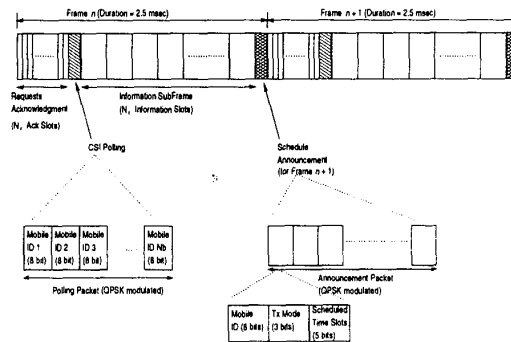 Frame n (Duration = 2.5 msec)
Frame n+1 (Duration = 2.5 msec)
Requests
Acknowledgment
(N, Ack Slots)
Information SubFrame
(N, Information Slots)
CSI Polling
Schedule
Announcement
(for Frame n+1)
Mobile
ID 1
(8 bit)
Mobile
ID 2
(8 bit)
Mobile
ID 3
(8 bit)
Mobile
ID Nb
(8 bit)
Polling Packet (QPSK modulated)
Announcement Packet
(QPSK modulated)
Mobile
ID (8 bits)
Tx Mode
(3 bits)
Scheduled
Time Slots
(5 bits)